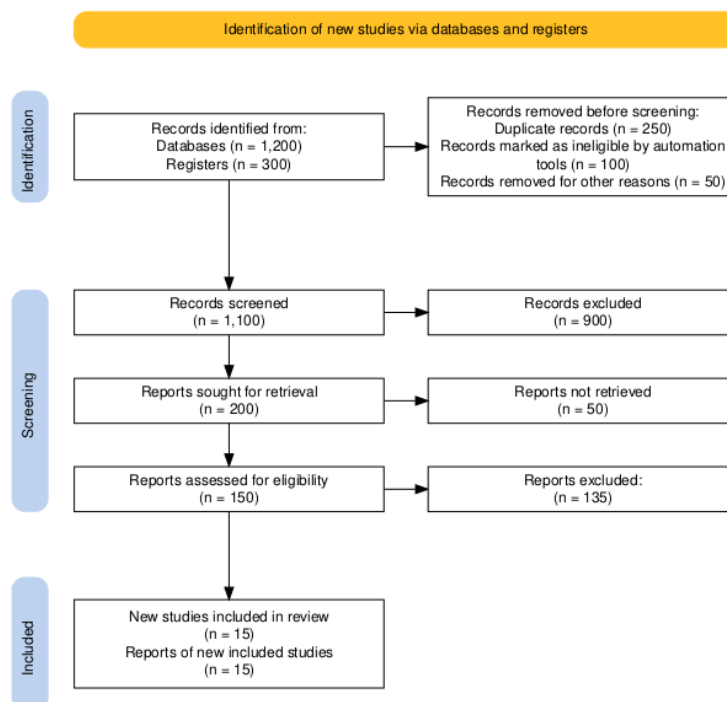 Identification of new studies via databases and registers
Identification
Records identified from:
Databases (n = 1,200)
Registers (n = 300)
Records removed before screening:
Duplicate records (n = 250)
Records marked as ineligible by automation
tools (n = 100)
Records removed for other reasons (n = 50)
Screening
Records screened
(n = 1,100)
Records excluded
(n = 900)
Reports sought for retrieval
(n = 200)
Reports not retrieved
(n = 50)
Reports assessed for eligibility
(n = 150)
Reports excluded:
(n = 135)
Included
New studies included in review
(n = 15)
Reports of new included studies
(n = 15)